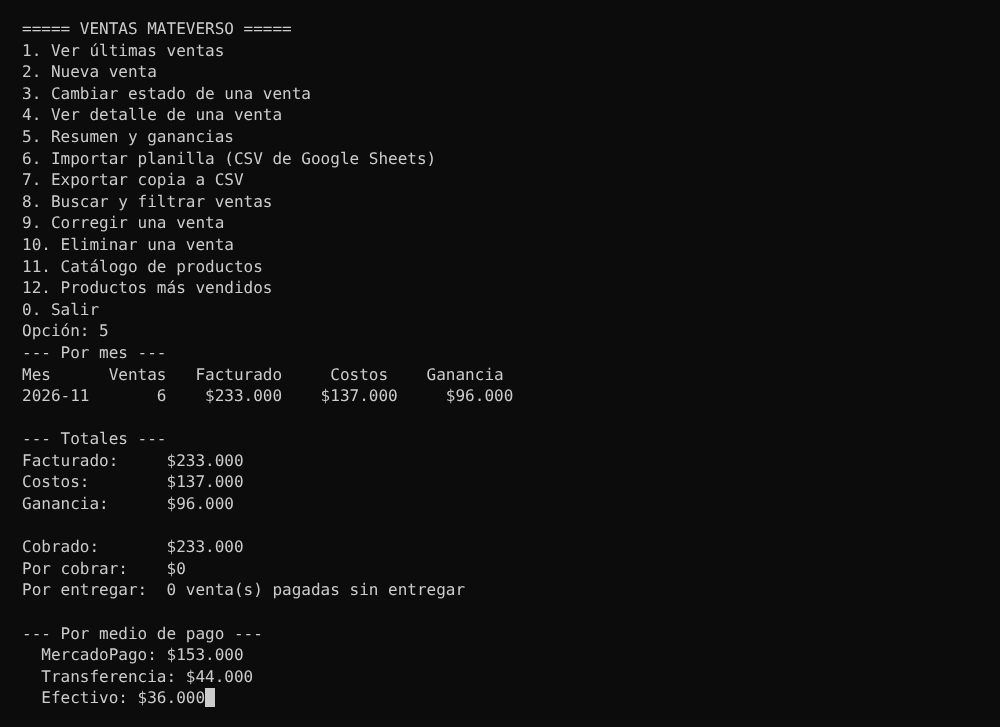 ===== VENTAS MATEVERSO =====
1. Ver últimas ventas
2. Nueva venta
3. Cambiar estado de una venta
4. Ver detalle de una venta
5. Resumen y ganancias
6. Importar planilla (CSV de Google Sheets)
7. Exportar copia a CSV
8. Buscar y filtrar ventas
9. Corregir una venta
10. Eliminar una venta
11. Catálogo de productos
12. Productos más vendidos
0. Salir
Opción: 5
--- Por mes ---
Mes      Ventas   Facturado     Costos    Ganancia
2026-11       6    $233.000    $137.000     $96.000

--- Totales ---
Facturado:     $233.000
Costos:        $137.000
Ganancia:      $96.000

Cobrado:       $233.000
Por cobrar:    $0
Por entregar:  0 venta(s) pagadas sin entregar

--- Por medio de pago ---
  MercadoPago: $153.000
  Transferencia: $44.000
  Efectivo: $36.000